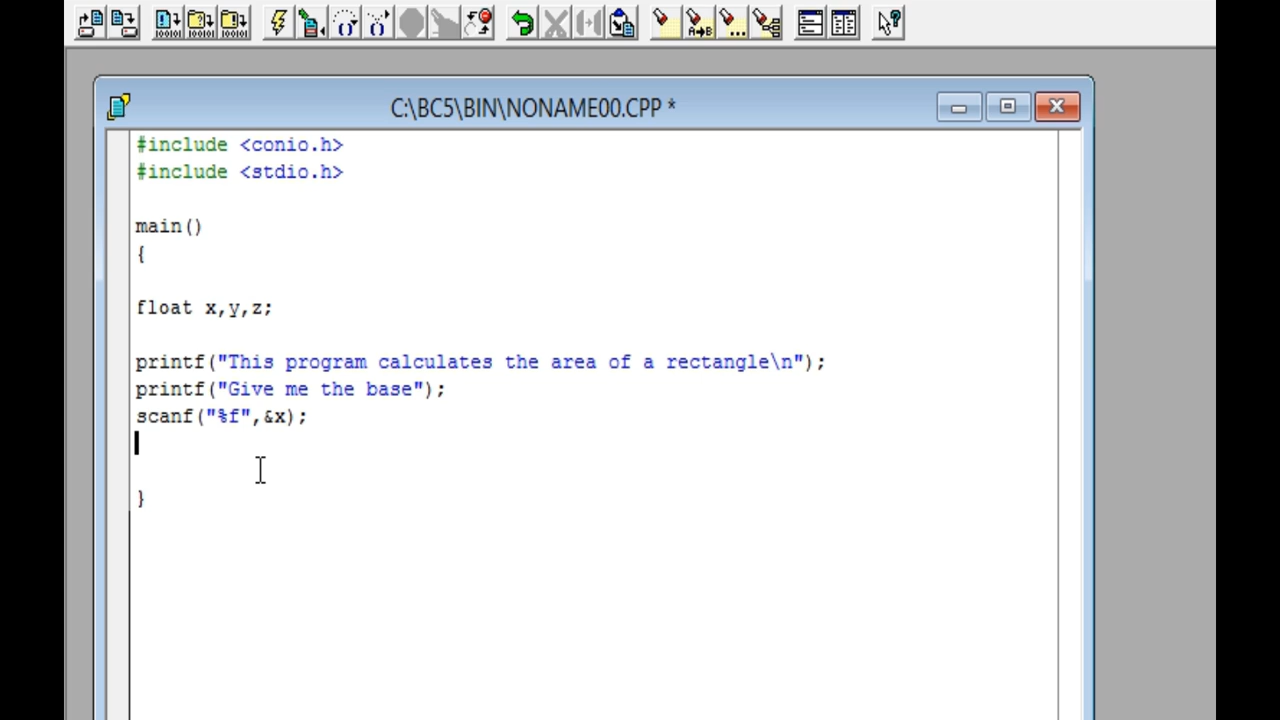 C:\BC5\BIN\NONAME00.CPP *
#include <conio.h>
#include <stdio.h>
main()
{
float x,y,z;
printf("This program calculates the area of a rectangle\n");
printf("Give me the base");
scanf("%f",&x);
}